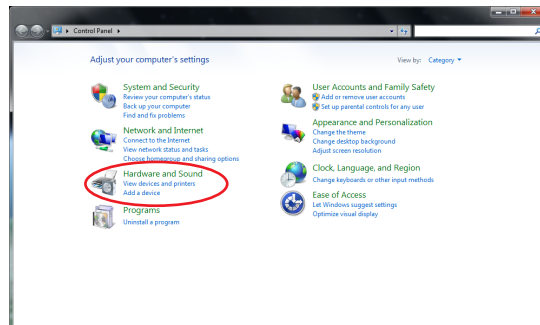 Control Panel
Adjust your computer's settings
View by: Category
System and Security
Review your computer's status
Back up your computer
Find and fix problems
Network and Internet
Connect to the Internet
View network status and tasks
Choose homegroup and sharing options
Hardware and Sound
View devices and printers
Add a device
Programs
Uninstall a program
User Accounts and Family Safety
Add or remove user accounts
Set up parental controls for any user
Appearance and Personalization
Change the theme
Change desktop background
Adjust screen resolution
Clock, Language, and Region
Change keyboards or other input methods
Ease of Access
Let Windows suggest settings
Optimize visual display